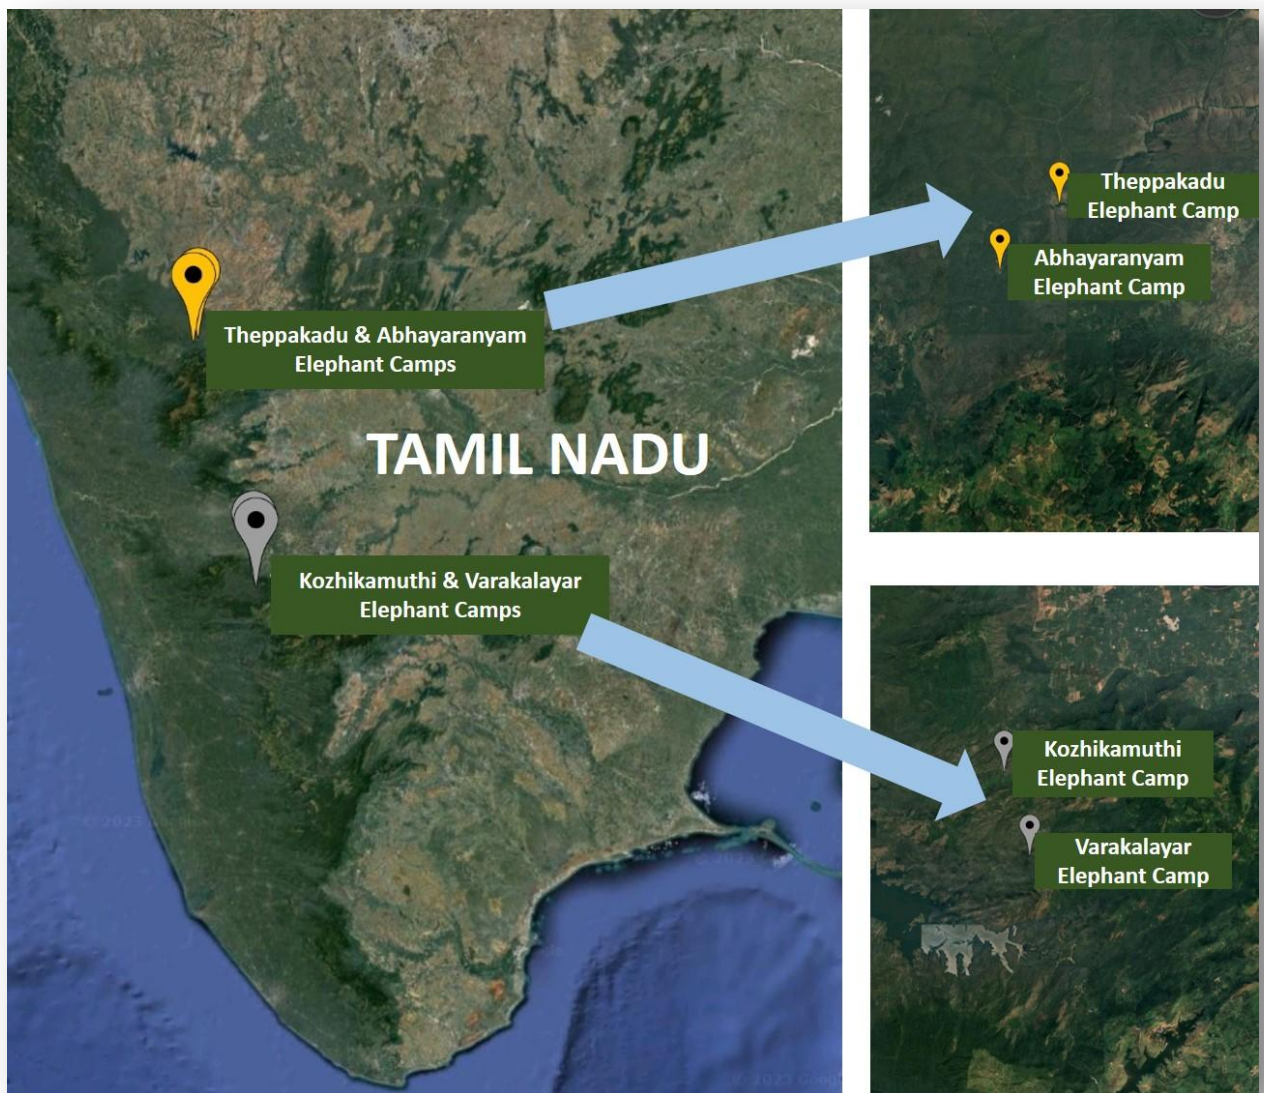 Theppakadu & Abhayaranyam
Elephant Camps
TAMIL NADU
Kozhikamuthi & Varakalayar
Elephant Camps
Theppakadu
Elephant Camp
Abhayaranyam
Elephant Camp
Kozhikamuthi
Elephant Camp
Varakalayar
Elephant Camp